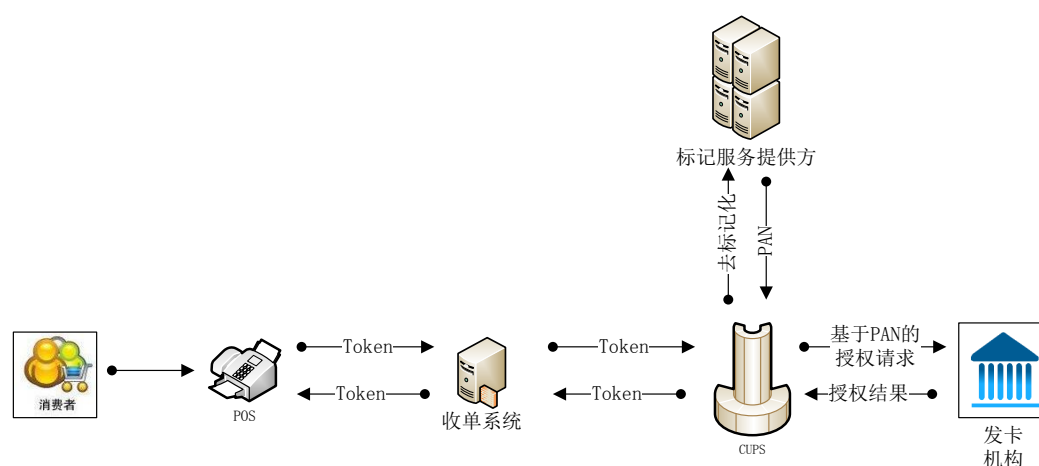 标记服务提供方
去标记化
PAN
消费者
Token
Token
基于PAN的
授权请求
Token
Token
授权结果
POS
收单系统
CUPS
发卡
机构